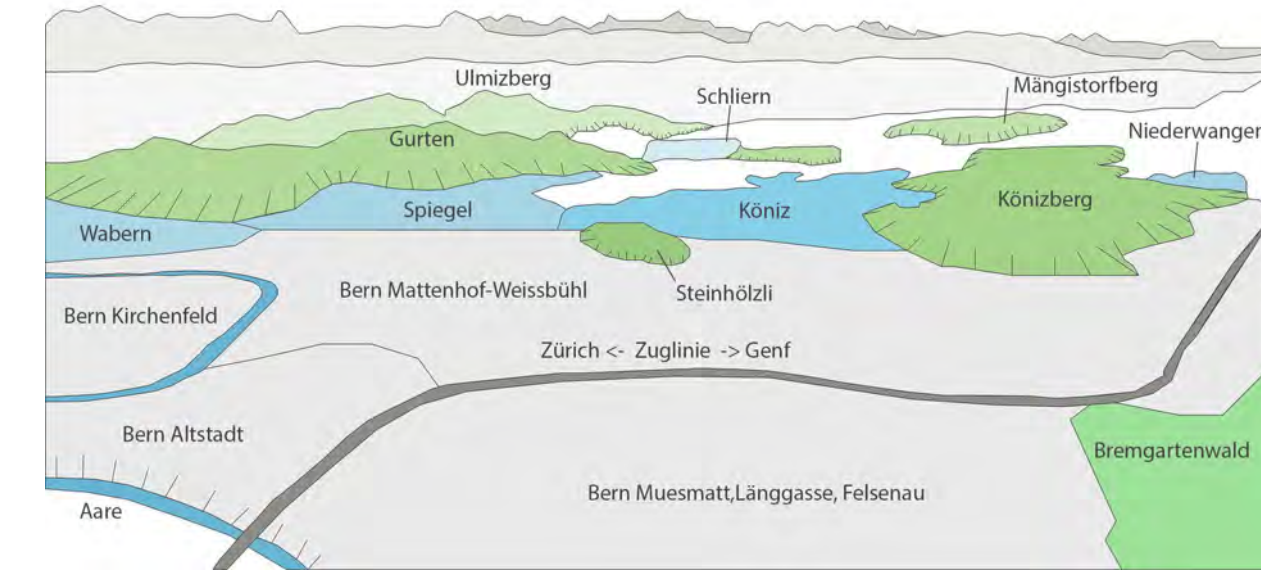 Ulmizberg
Schliern
Mängistorfberg
Niederwangen
Gurten
Spiegel
Köniz
Könizberg
Wabern
Bern Mattenhof-Weissbühl
Steinhölzli
Bern Kirchenfeld
Zürich <- Zuglinie -> Genf
Bern Altstadt
Bremgartenwald
Bern Muesmatt,Länggasse, Felsenau
Aare